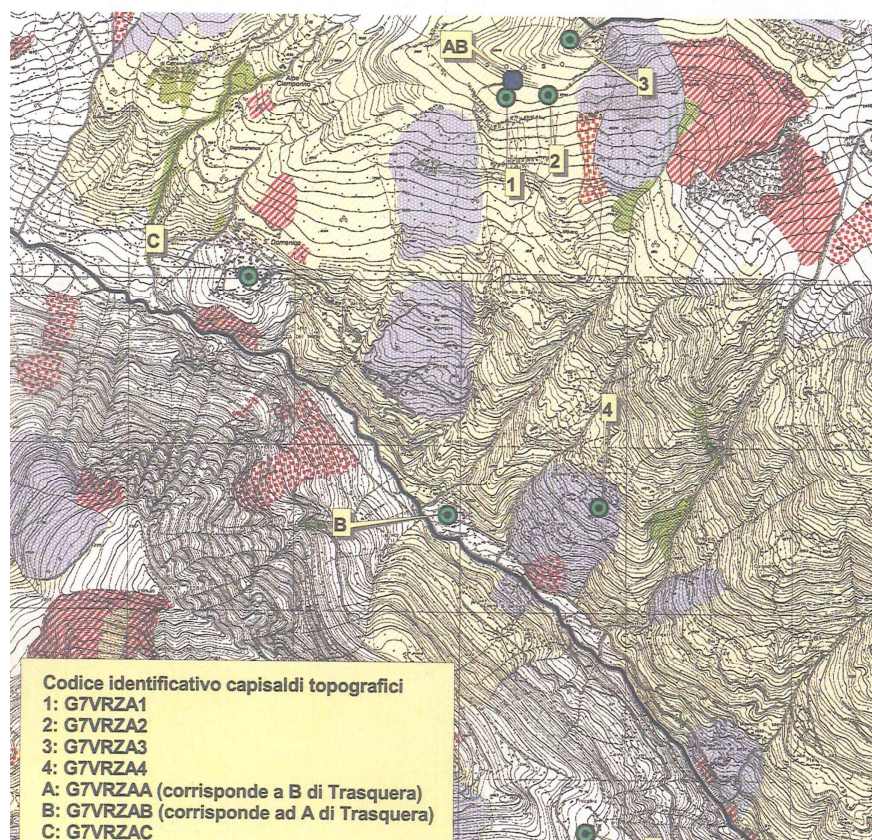 AB
3
2
1
C
S. Domenico
4
B
Codice identificativo capisaldi topografici
1: G7VRZA1
2: G7VRZA2
3: G7VRZA3
4: G7VRZA4
A: G7VRZAA (corrisponde a B di Trasquera)
B: G7VRZAB (corrisponde ad A di Trasquera)
C: G7VRZAC